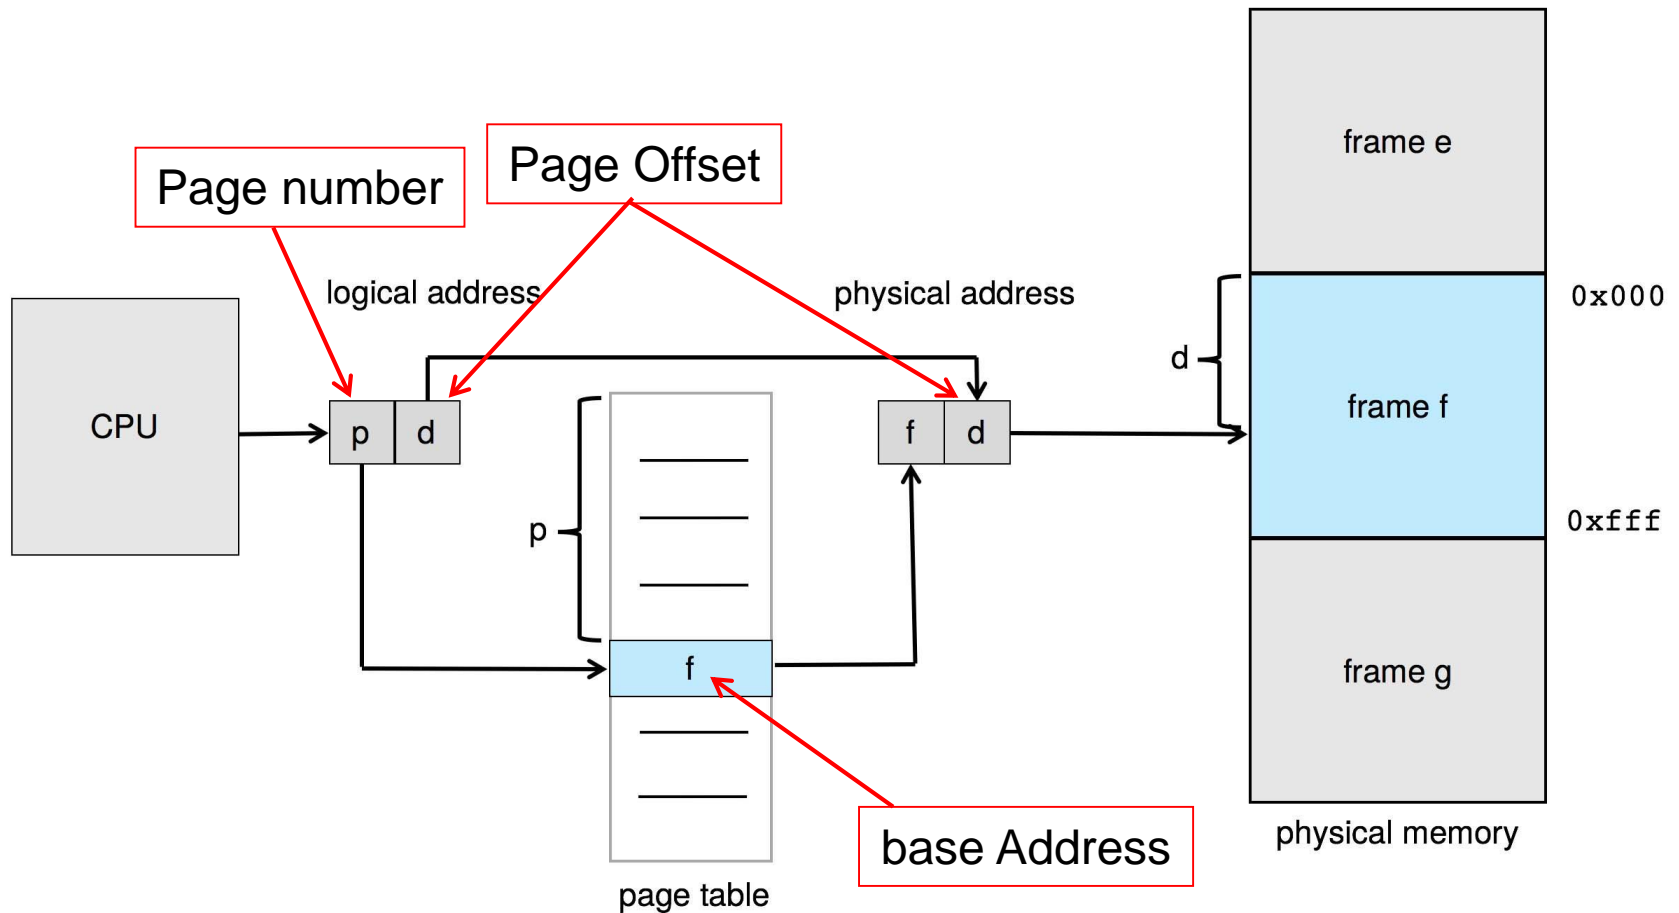 frame e
Page Offset
Page number
logical address
physical address
0x000
d
CPU
p
d
f
d
frame f
p
0xfff
f
frame g
base Address
physical memory
page table